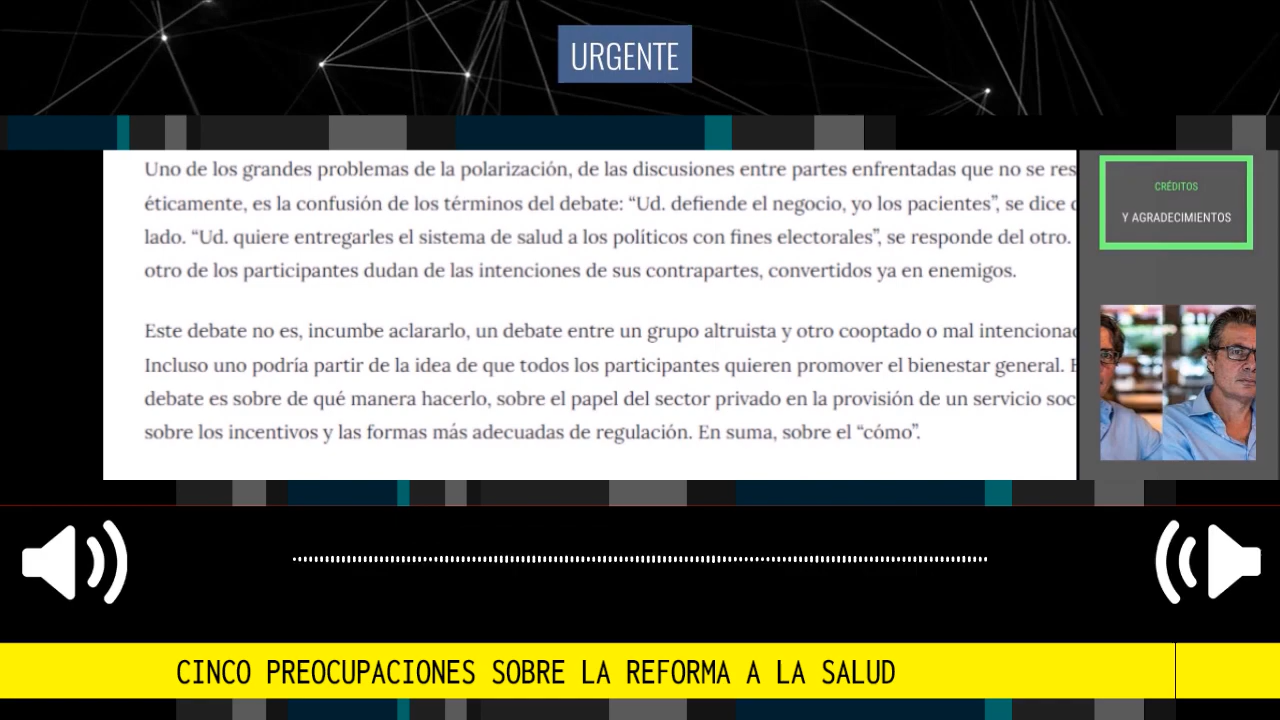 URGENTE
Uno de los grandes problemas de la polarización, de las discusiones entre partes enfrentadas que no se res
éticamente, es la confusión de los términos del debate: “Ud. defiende el negocio, yo los pacientes”, se dice
lado. “Ud. quiere entregarles el sistema de salud a los políticos con fines electorales”, se responde del otro.
otro de los participantes dudan de las intenciones de sus contrapartes, convertidos ya en enemigos.
Este debate no es, incumbe aclararlo, un debate entre un grupo altruista y otro cooptado o mal intencionad
Incluso uno podría partir de la idea de que todos los participantes quieren promover el bienestar general.
debate es sobre de qué manera hacerlo, sobre el papel del sector privado en la provisión de un servicio soc
sobre los incentivos y las formas más adecuadas de regulación. En suma, sobre el “cómo”.
CRÉDITOS
Y AGRADECIMIENTOS
CINCO PREOCUPACIONES SOBRE LA REFORMA A LA SALUD